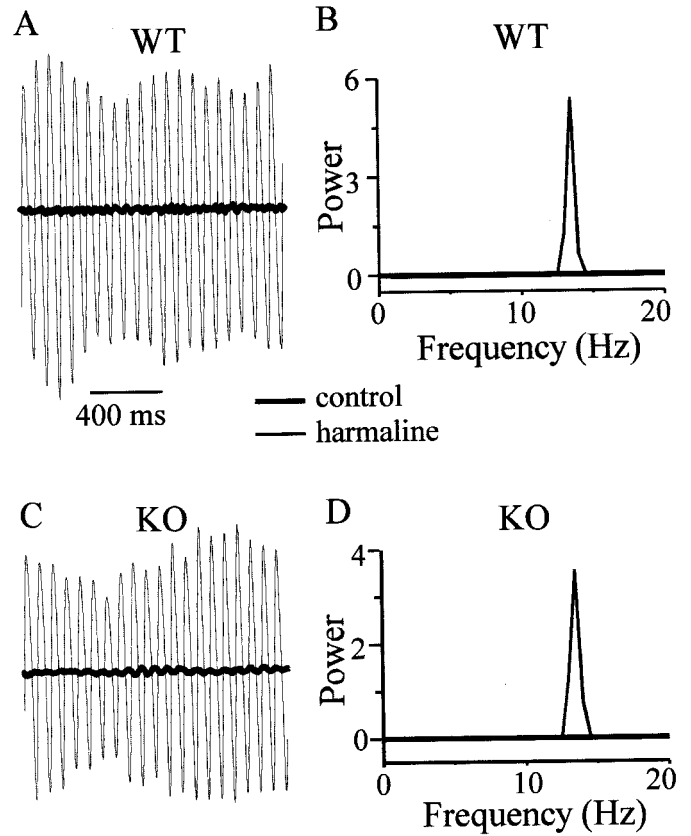 A
WT
400 ms
B
WT
6
3
0
Power
0 10 20
Frequency (Hz)
control
harmaline
C
KO
D
KO
4
2
0
Power
0 10 20
Frequency (Hz)